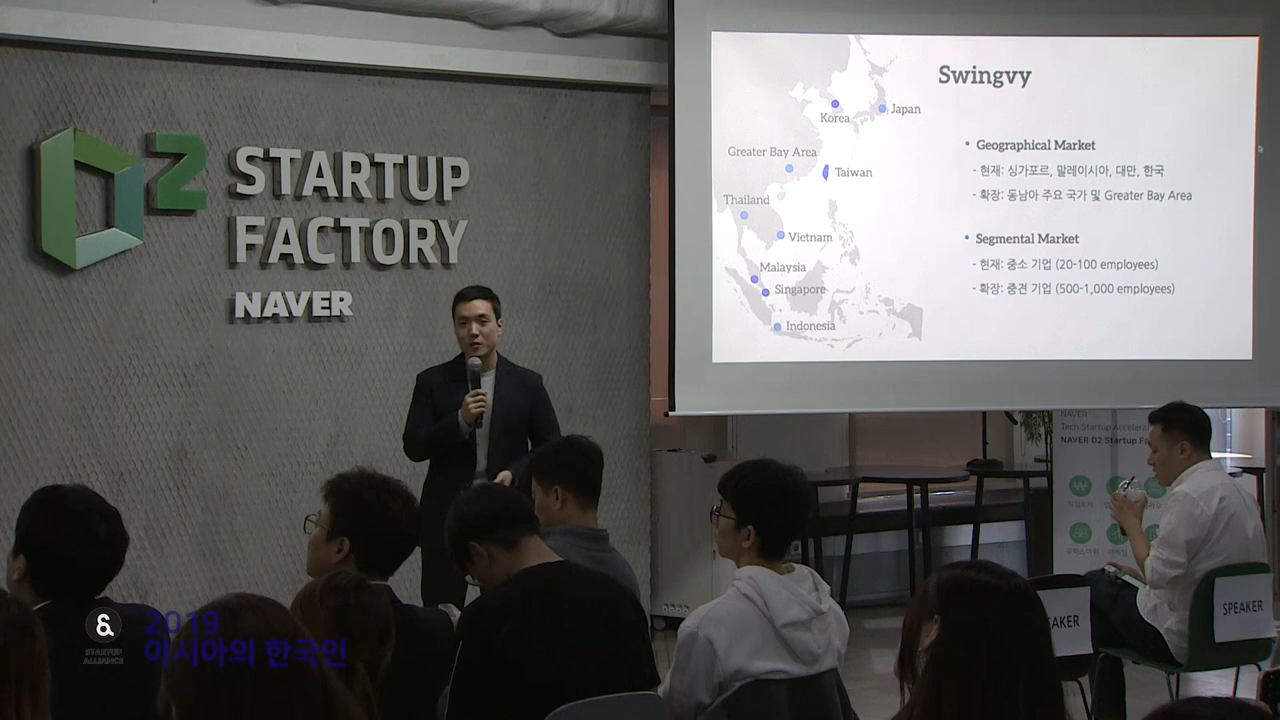 D2
STARTUP
FACTORY
NAVER
Swingvy
Korea
Japan
Greater Bay Area
Taiwan
Thailand
Vietnam
Malaysia
Singapore
Indonesia
• Geographical Market
- 현재: 싱가포르, 말레이시아, 대만, 한국
- 확장: 동남아 주요 국가 및 Greater Bay Area
• Segmental Market
- 현재: 중소 기업 (20-100 employees)
- 확장: 중견 기업 (500-1,000 employees)
NAVER
Tech Startup
NAVER D2 Startup
SPEAKER
2019
아시아의 한국인
STARTUP
ALLIANCE